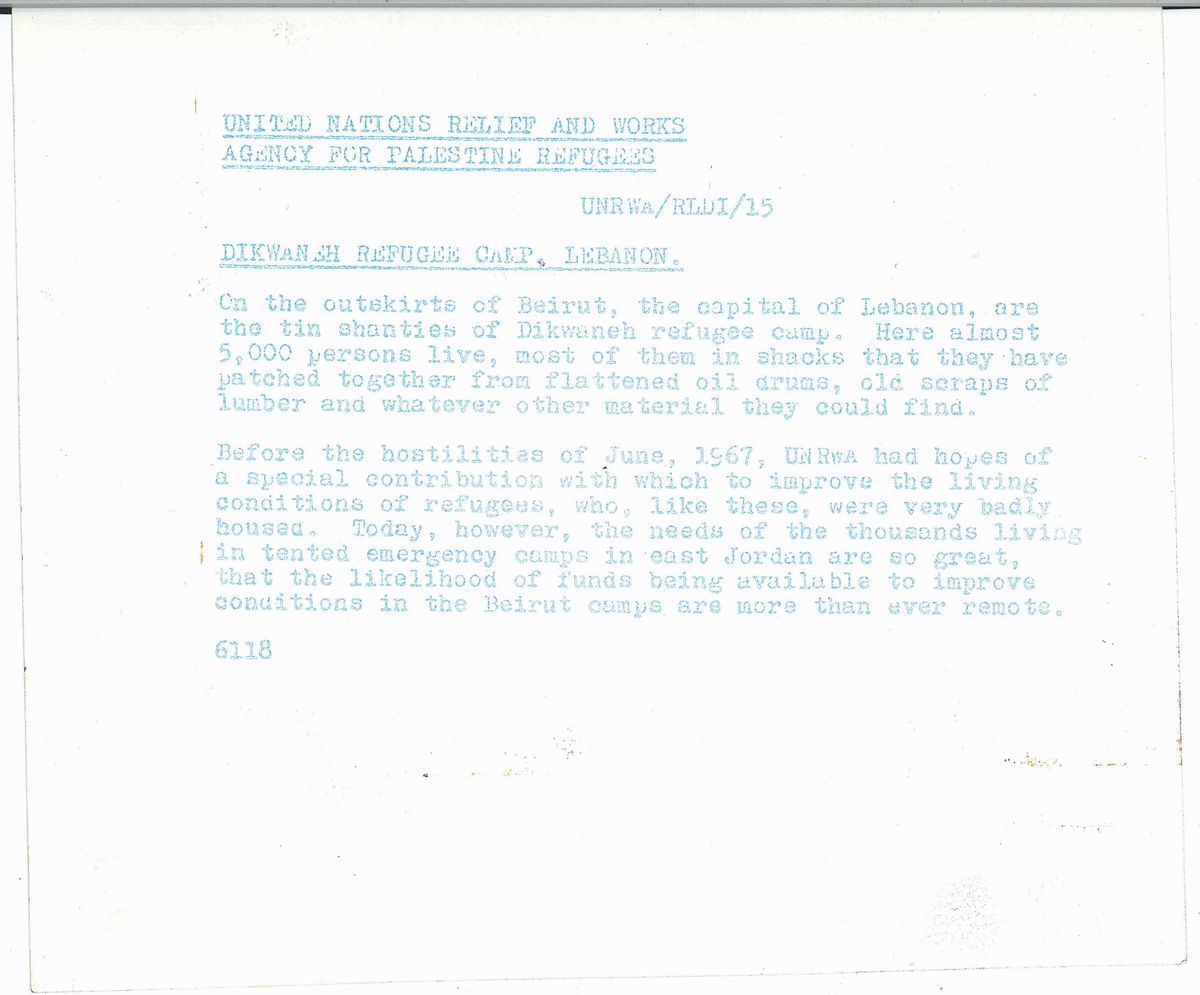 UNITED NATIONS RELIEF AND WORKS
AGENCY FOR PALESTINE REFUGEES
UNRWA/RLDI/15
DIKWANEH REFUGEE CAMP, LEBANON.
On the outskirts of Beirut, the capital of Lebanon, are
the tin shanties of Dikwaneh refugee camp. Here almost
5,000 persons live, most of them in shacks that they have
patched together from flattened oil drums, old scraps of
lumber and whatever other material they could find.
Before the hostilities of June, 1967, UNRWA had hopes of
a special contribution with which to improve the living
conditions of refugees, who, like these, were very badly
housed. Today, however, the needs of the thousands living
in tented emergency camps in east Jordan are so great,
that the likelihood of funds being available to improve
conditions in the Beirut camps are more than ever remote.
6118